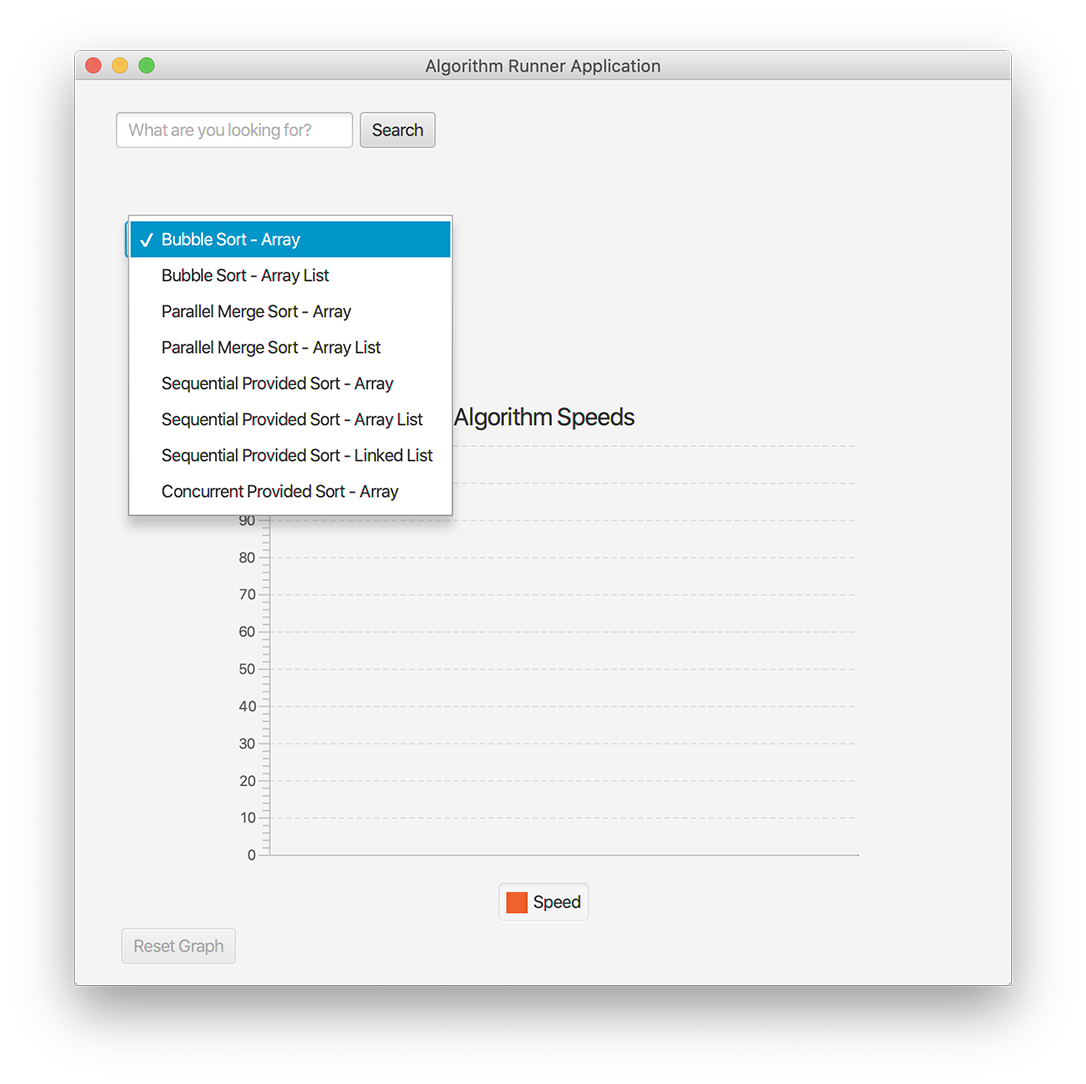 Algorithm Runner Application
What are you looking for?
Search
✓ Bubble Sort - Array
Bubble Sort - Array List
Parallel Merge Sort - Array
Parallel Merge Sort - Array List
Sequential Provided Sort - Array
Sequential Provided Sort - Array List
Sequential Provided Sort - Linked List
Concurrent Provided Sort - Array
Algorithm Speeds
90
80
70
60
50
40
30
20
10
0
Speed
Reset Graph